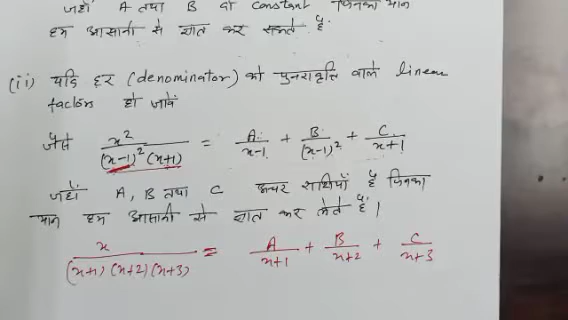 जहाँ A तथा B दो constant जिनका मान
हम आसानी से ज्ञात कर सकते हैं.
(ii) यदि हर (denominator) को पुनरावृत्ति वाले linear
factors हो जावें
जैसे x²/((x-1)²(x+1)) = A/(x-1) + B/(x-1)² + C/(x+1)
जहाँ A, B तथा C अचर राशियाँ हैं जिनका
मान हम आसानी से ज्ञात कर लेते हैं।
x/((x+1)(x+2)(x+3)) = A/(x+1) + B/(x+2) + C/(x+3)